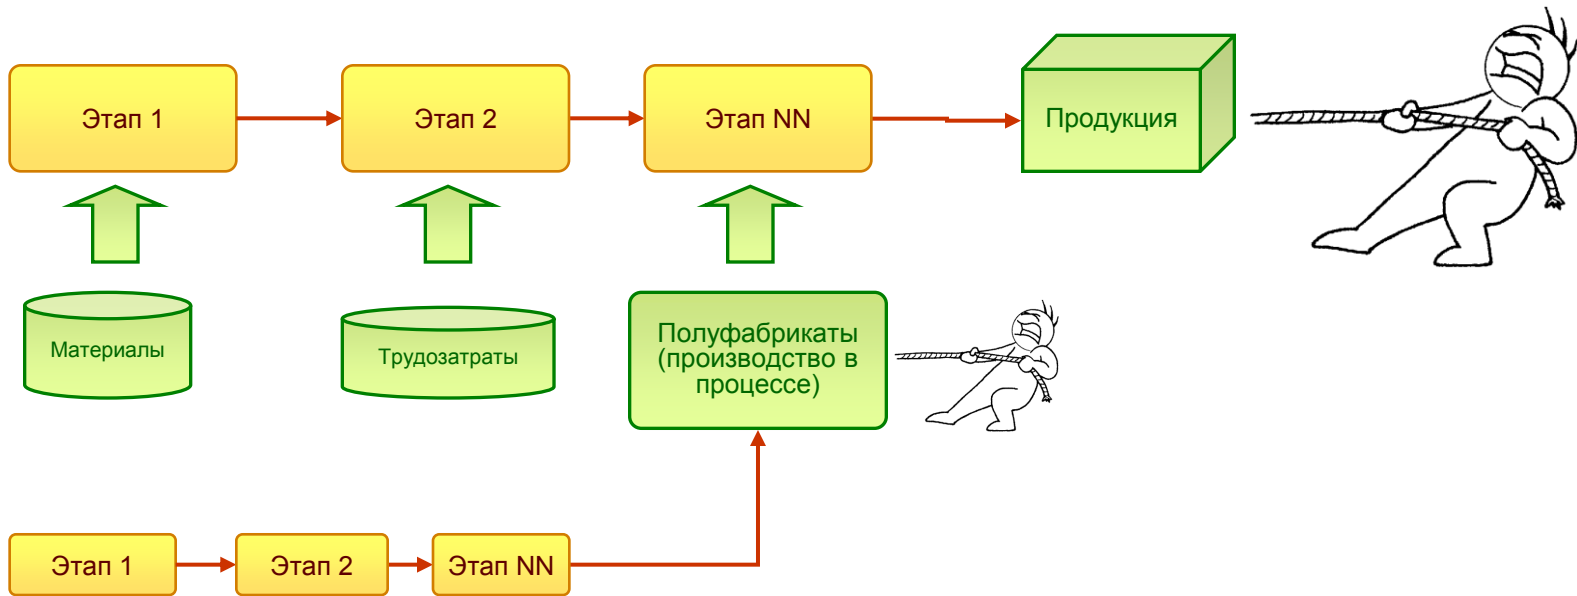 Этап 1
Этап 2
Этап NN
Продукция
Материалы
Трудозатраты
Полуфабрикаты
(производство в
процессе)
Этап 1
Этап 2
Этап NN